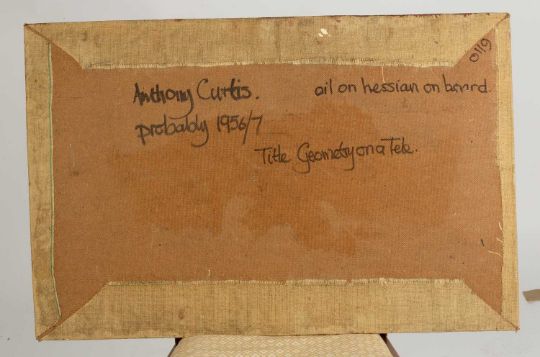 Anthony Curtis.
oil on hessian on board.
probably 1956/7
Title Geometry on a Tele.
0119